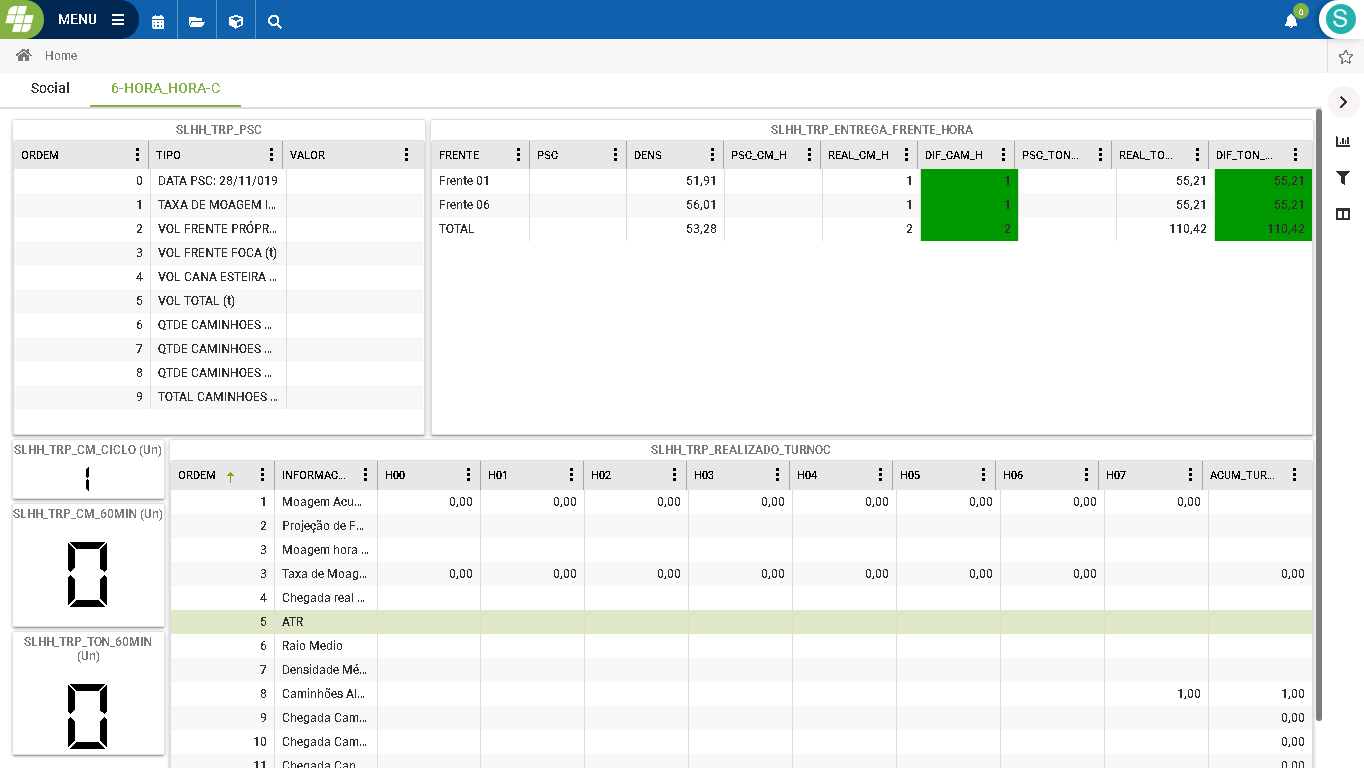 MENU
0
S
Home
Social 6-HORA_HORA-C
SLHH_TRP_PSC
ORDEM TIPO VALOR
0 DATA PSC: 28/11/019
1 TAXA DE MOAGEM I...
2 VOL FRENTE PRÓPR...
3 VOL FRENTE FOCA (t)
4 VOL CANA ESTEIRA ...
5 VOL TOTAL (t)
6 QTDE CAMINHOES ...
7 QTDE CAMINHOES ...
8 QTDE CAMINHOES ...
9 TOTAL CAMINHOES ...
SLHH_TRP_ENTREGA_FRENTE_HORA
FRENTE PSC DENS PSC_CM_H REAL_CM_H DIF_CAM_H PSC_TON... REAL_TO... DIF_TON_...
Frente 01 51,91 1 1 55,21 55,21
Frente 06 56,01 1 1 55,21 55,21
TOTAL 53,28 2 2 110,42 110,42
SLHH_TRP_CM_CICLO (Un)
1
SLHH_TRP_CM_60MIN (Un)
0
SLHH_TRP_TON_60MIN
(Un)
0
SLHH_TRP_REALIZADO_TURNOC
ORDEM INFORMAC... H00 H01 H02 H03 H04 H05 H06 H07 ACUM_TUR...
1 Moagem Acu... 0,00 0,00 0,00 0,00 0,00 0,00 0,00 0,00
2 Projeção de F...
3 Moagem hora ...
3 Taxa de Moag... 0,00 0,00 0,00 0,00 0,00 0,00 0,00 0,00
4 Chegada real ...
5 ATR
6 Raio Medio
7 Densidade Mé...
8 Caminhões Al... 1,00 1,00
9 Chegada Cam... 0,00
10 Chegada Cam... 0,00
11 Chegada Can... 0,00